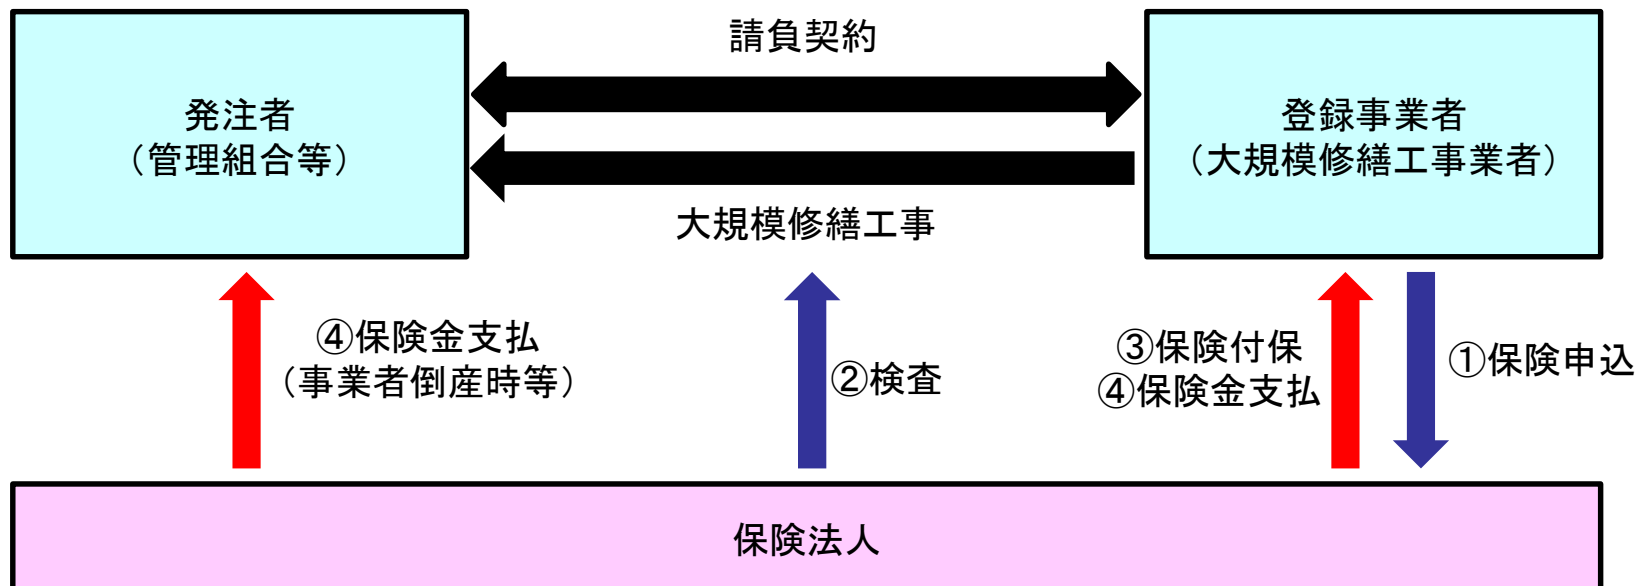 請負契約
発注者
（管理組合等）
登録事業者
（大規模修繕工事業者）
大規模修繕工事
④保険金支払
（事業者倒産時等）
②検査
③保険付保
④保険金支払
①保険申込
保険法人